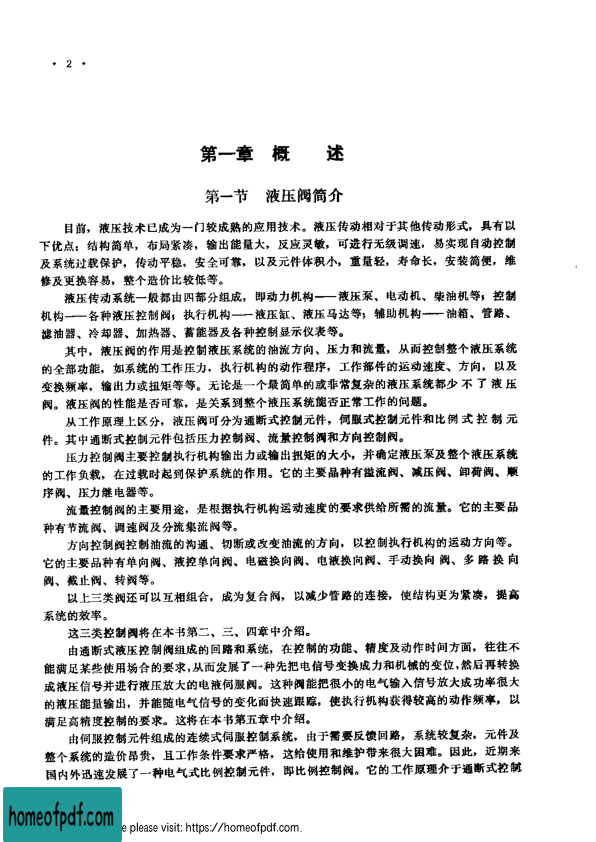 · 2 ·
第一章 概 述
第一节 液压阀简介
目前，液压技术已成为一门较成熟的应用技术。液压传动相对于其他传动形式，具有以
下优点：结构简单，布局紧凑，输出能量大，反应灵敏，可进行无级调速，易实现自动控制
及系统过载保护，传动平稳，安全可靠，以及元件体积小，重量轻，寿命长，安装简便，维
修及更换容易，整个造价比较低等。
液压传动系统一般都由四部分组成，即动力机构——液压泵、电动机、柴油机等；控制
机构——各种液压控制阀；执行机构——液压缸、液压马达等；辅助机构——油箱、管路、
滤油器、冷却器、加热器、蓄能器及各种控制显示仪表等。
其中，液压阀的作用是控制液压系统的油流方向、压力和流量，从而控制整个液压系统
的全部功能，如系统的工作压力，执行机构的动作程序，工作部件的运动速度、方向，以及
变换频率，输出力或扭矩等等。无论是一个最简单的或非常复杂的液压系统都少不了液压
阀。液压阀的性能是否可靠，是关系到整个液压系统能否正常工作的问题。
从工作原理上区分，液压阀可分为通断式控制元件，伺服式控制元件和比例式控制元
件。其中通断式控制元件包括压力控制阀、流量控制阀和方向控制阀。
压力控制阀主要控制执行机构输出力或输出扭矩的大小，并确定液压泵及整个液压系统
的工作负载，在过载时起到保护系统的作用。它的主要品种有溢流阀、减压阀、卸荷阀、顺
序阀、压力继电器等。
流量控制阀的主要用途，是根据执行机构运动速度的要求供给所需的流量。它的主要品
种有节流阀、调速阀及分流集流阀等。
方向控制阀控制油流的沟通、切断或改变油流的方向，以控制执行机构的运动方向等。
它的主要品种有单向阀、液控单向阀、电磁换向阀、电液换向阀、手动换向阀、多路换向
阀、截止阀、转阀等。
以上三类阀还可以互相组合，成为复合阀，以减少管路的连接，使结构更为紧凑，提高
系统的效率。
这三类控制阀将在本书第二、三、四章中介绍。
由通断式液压控制阀组成的回路和系统，在控制的功能、精度及动作时间方面，往往不
能满足某些使用场合的要求，从而发展了一种先把电信号变换成力和机械的变位，然后再转换
成液压信号并进行液压放大的电液伺服阀。这种阀能把很小的电气输入信号放大成功率很大
的液压能量输出，并能随电气信号的变化而快速跟踪，使执行机构获得较高的动作频率，以
满足高精度控制的要求。这将在本书第五章中介绍。
由伺服控制元件组成的连续式伺服控制系统，由于需要反馈回路，系统较复杂，元件及
整个系统的造价昂贵，且工作条件要求严格，这给使用和维护带来很大困难。因此，近期来
国内外迅速发展了一种电气式比例控制元件，即比例控制阀。它的工作原理介于通断式控制
homeofpdf.com
e please visit: https://homeofpdf.com.